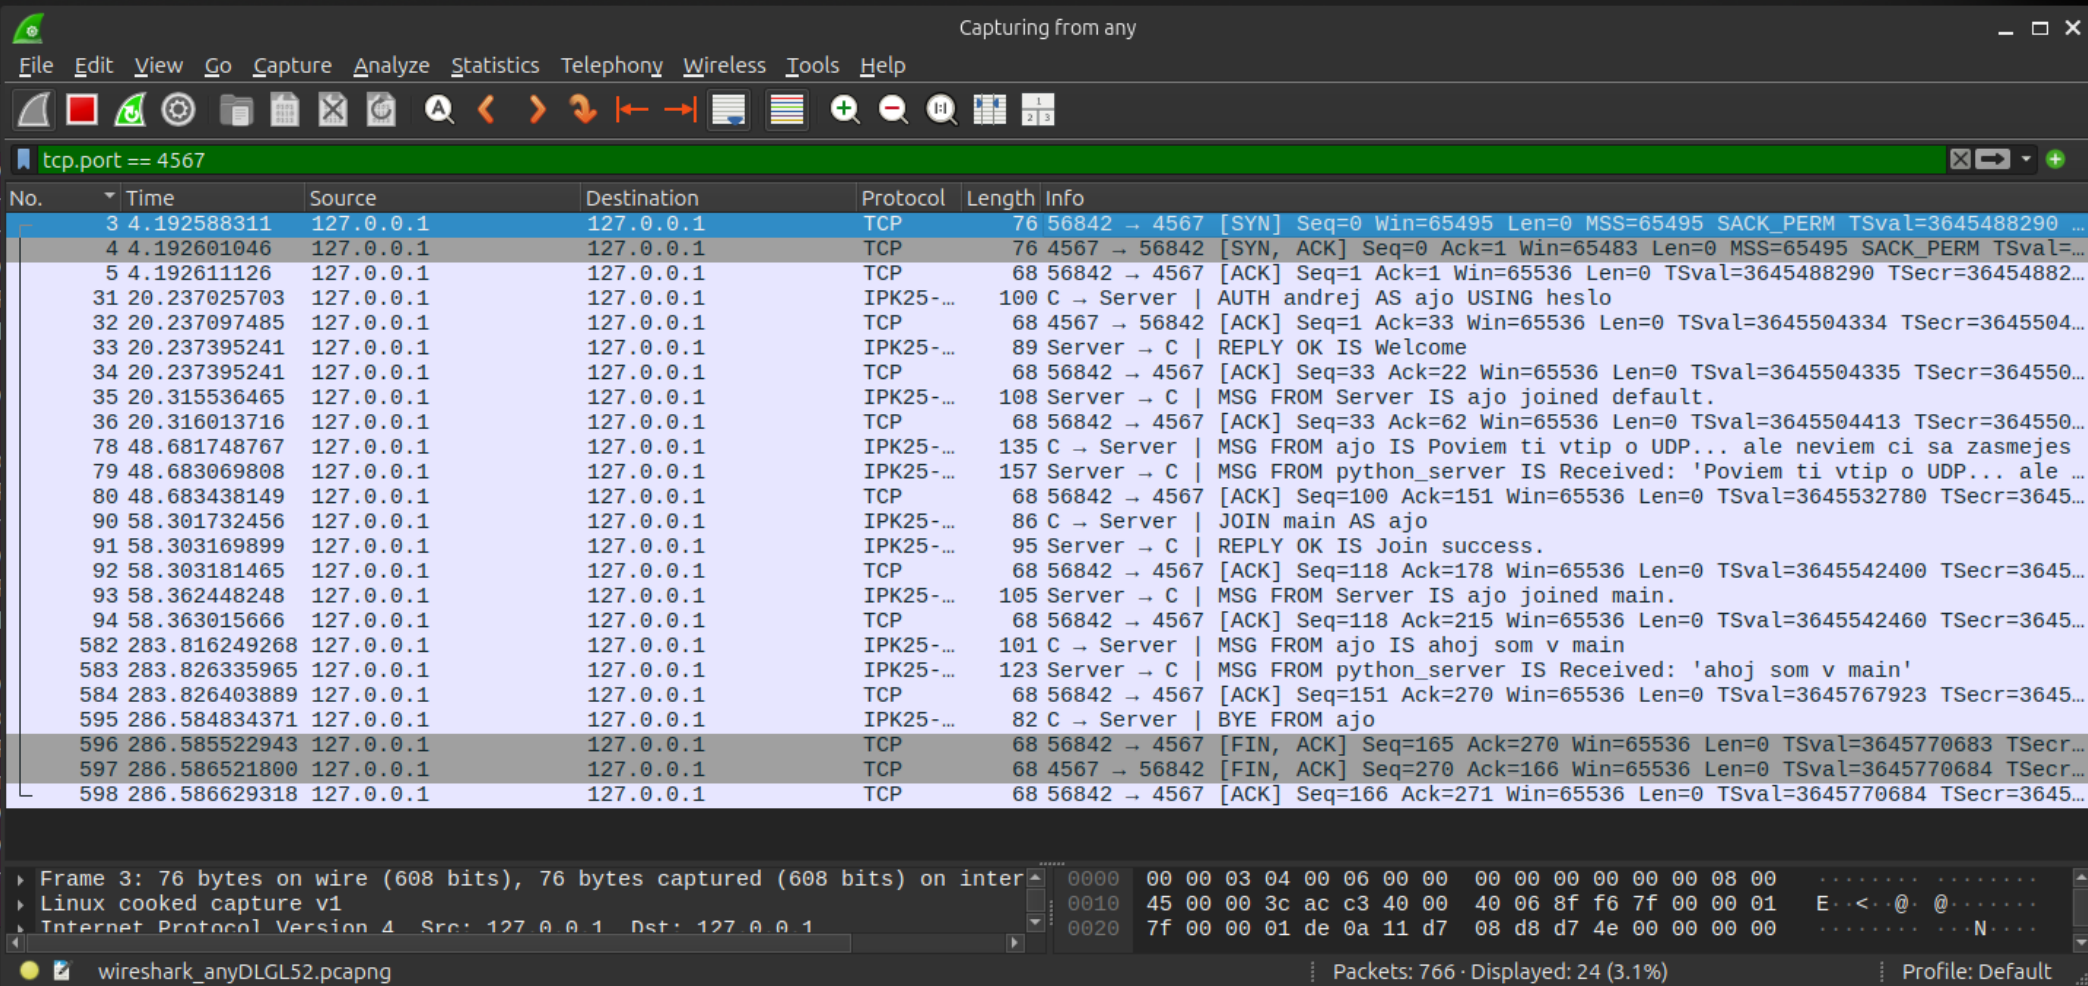 Capturing from any
File Edit View Go Capture Analyze Statistics Telephony Wireless Tools Help
tcp.port == 4567
No. Time Source Destination Protocol Length Info
3 4.192588311 127.0.0.1 127.0.0.1 TCP 76 56842 → 4567 [SYN] Seq=0 Win=65495 Len=0 MSS=65495 SACK_PERM TSval=3645488290 …
4 4.192601046 127.0.0.1 127.0.0.1 TCP 76 4567 → 56842 [SYN, ACK] Seq=0 Ack=1 Win=65483 Len=0 MSS=65495 SACK_PERM TSval=…
5 4.192611126 127.0.0.1 127.0.0.1 TCP 68 56842 → 4567 [ACK] Seq=1 Ack=1 Win=65536 Len=0 TSval=3645488290 TSecr=36454882…
31 20.237025703 127.0.0.1 127.0.0.1 IPK25-… 100 C → Server | AUTH andrej AS ajo USING heslo
32 20.237097485 127.0.0.1 127.0.0.1 TCP 68 4567 → 56842 [ACK] Seq=1 Ack=33 Win=65536 Len=0 TSval=3645504334 TSecr=3645504…
33 20.237395241 127.0.0.1 127.0.0.1 IPK25-… 89 Server → C | REPLY OK IS Welcome
34 20.237395241 127.0.0.1 127.0.0.1 TCP 68 56842 → 4567 [ACK] Seq=33 Ack=22 Win=65536 Len=0 TSval=3645504335 TSecr=364550…
35 20.315536465 127.0.0.1 127.0.0.1 IPK25-… 108 Server → C | MSG FROM Server IS ajo joined default.
36 20.316013716 127.0.0.1 127.0.0.1 TCP 68 56842 → 4567 [ACK] Seq=33 Ack=62 Win=65536 Len=0 TSval=3645504413 TSecr=364550…
78 48.681748767 127.0.0.1 127.0.0.1 IPK25-… 135 C → Server | MSG FROM ajo IS Poviem ti vtip o UDP... ale neviem ci sa zasmejes
79 48.683069808 127.0.0.1 127.0.0.1 IPK25-… 157 Server → C | MSG FROM python_server IS Received: 'Poviem ti vtip o UDP... ale …
80 48.683438149 127.0.0.1 127.0.0.1 TCP 68 56842 → 4567 [ACK] Seq=100 Ack=151 Win=65536 Len=0 TSval=3645532780 TSecr=3645…
90 58.301732456 127.0.0.1 127.0.0.1 IPK25-… 86 C → Server | JOIN main AS ajo
91 58.303169899 127.0.0.1 127.0.0.1 IPK25-… 95 Server → C | REPLY OK IS Join success.
92 58.303181465 127.0.0.1 127.0.0.1 TCP 68 56842 → 4567 [ACK] Seq=118 Ack=178 Win=65536 Len=0 TSval=3645542400 TSecr=3645…
93 58.362448248 127.0.0.1 127.0.0.1 IPK25-… 105 Server → C | MSG FROM Server IS ajo joined main.
94 58.363015666 127.0.0.1 127.0.0.1 TCP 68 56842 → 4567 [ACK] Seq=118 Ack=215 Win=65536 Len=0 TSval=3645542460 TSecr=3645…
582 283.816249268 127.0.0.1 127.0.0.1 IPK25-… 101 C → Server | MSG FROM ajo IS ahoj som v main
583 283.826335965 127.0.0.1 127.0.0.1 IPK25-… 123 Server → C | MSG FROM python_server IS Received: 'ahoj som v main'
584 283.826403889 127.0.0.1 127.0.0.1 TCP 68 56842 → 4567 [ACK] Seq=151 Ack=270 Win=65536 Len=0 TSval=3645767923 TSecr=3645…
595 286.584834371 127.0.0.1 127.0.0.1 IPK25-… 82 C → Server | BYE FROM ajo
596 286.585522943 127.0.0.1 127.0.0.1 TCP 68 56842 → 4567 [FIN, ACK] Seq=165 Ack=270 Win=65536 Len=0 TSval=3645770683 TSecr…
597 286.586521800 127.0.0.1 127.0.0.1 TCP 68 4567 → 56842 [FIN, ACK] Seq=270 Ack=166 Win=65536 Len=0 TSval=3645770684 TSecr…
598 286.586629318 127.0.0.1 127.0.0.1 TCP 68 56842 → 4567 [ACK] Seq=166 Ack=271 Win=65536 Len=0 TSval=3645770684 TSecr=3645…
Frame 3: 76 bytes on wire (608 bits), 76 bytes captured (608 bits) on inter
Linux cooked capture v1
Internet Protocol Version 4, Src: 127.0.0.1, Dst: 127.0.0.1
0000 00 00 03 04 00 06 00 00 00 00 00 00 00 00 08 00 ········ ········
0010 45 00 00 3c ac c3 40 00 40 06 8f f6 7f 00 00 01 E··<··@· @·······
0020 7f 00 00 01 de 0a 11 d7 08 d8 d7 4e 00 00 00 00 ········ ···N····
wireshark_anyDLGL52.pcapng
Packets: 766 · Displayed: 24 (3.1%)
Profile: Default